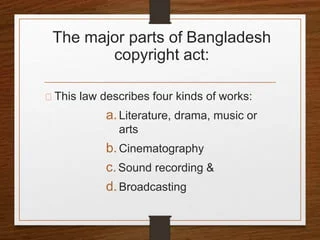 The major parts of Bangladesh
copyright act:
This law describes four kinds of works:
a. Literature, drama, music or
arts
b. Cinematography
c. Sound recording &
d. Broadcasting